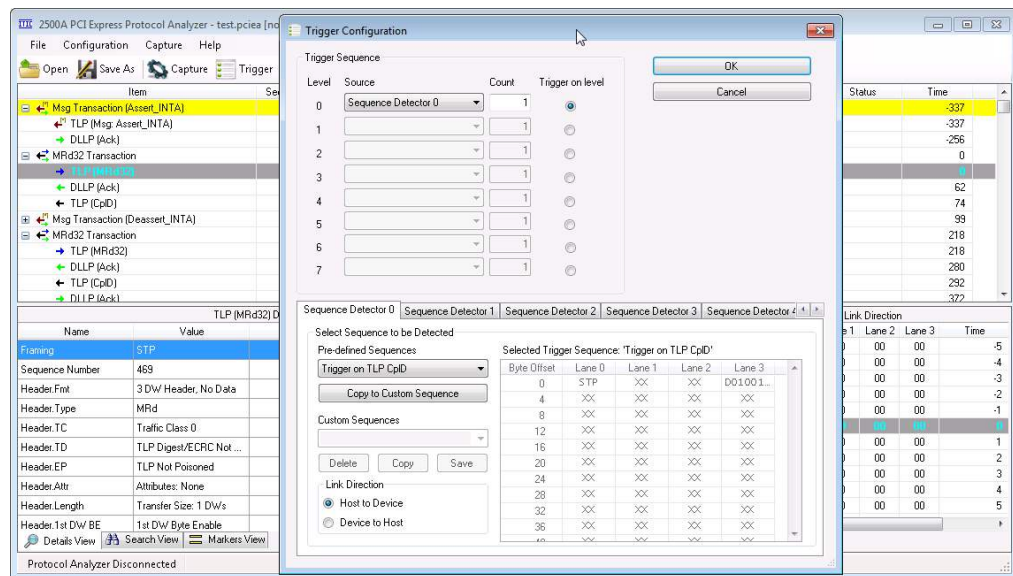 2500A PCI Express Protocol Analyzer - test.pciea [no
File Configuration Capture Help
Open Save As Capture Trigger
Item Se
Msg Transaction (Assert_INTA)
TLP (Msg: Assert_INTA)
DLLP (Ack)
MRd32 Transaction
TLP (MRd32)
DLLP (Ack)
TLP (CplD)
Msg Transaction (Deassert_INTA)
MRd32 Transaction
TLP (MRd32)
DLLP (Ack)
TLP (CplD)
DLLP (Ack)
Status Time
-337
-337
-256
0
0
62
74
99
218
218
280
292
372
TLP (MRd32) D
Name Value
Framing STP
Sequence Number 469
Header.Fmt 3 DW Header, No Data
Header.Type MRd
Header.TC Traffic Class 0
Header.TD TLP Digest/ECRC Not ...
Header.EP TLP Not Poisoned
Header.Attr Attributes: None
Header.Length Transfer Size: 1 DWs
Header.1st DW BE 1st DW Byte Enable
Details View Search View Markers View
Protocol Analyzer Disconnected
Trigger Configuration
Trigger Sequence
Level Source Count Trigger on level
0 Sequence Detector 0 1
1 1
2 1
3 1
4 1
5 1
6 1
7 1
OK
Cancel
Sequence Detector 0 Sequence Detector 1 Sequence Detector 2 Sequence Detector 3 Sequence Detector 4
Select Sequence to be Detected
Pre-defined Sequences
Trigger on TLP CplD
Copy to Custom Sequence
Custom Sequences
Delete Copy Save
Link Direction
Host to Device
Device to Host
Selected Trigger Sequence: 'Trigger on TLP CplD'
Byte Offset Lane 0 Lane 1 Lane 2 Lane 3
0 STP XX XX D01001...
4 XX XX XX XX
8 XX XX XX XX
12 XX XX XX XX
16 XX XX XX XX
20 XX XX XX XX
24 XX XX XX XX
28 XX XX XX XX
32 XX XX XX XX
36 XX XX XX XX
40 XX XX XX XX
Link Direction
e 1 Lane 2 Lane 3 Time
00 00 -5
00 00 -4
00 00 -3
00 00 -2
00 00 -1
00 00 0
00 00 1
00 00 2
00 00 3
00 00 4
00 00 5